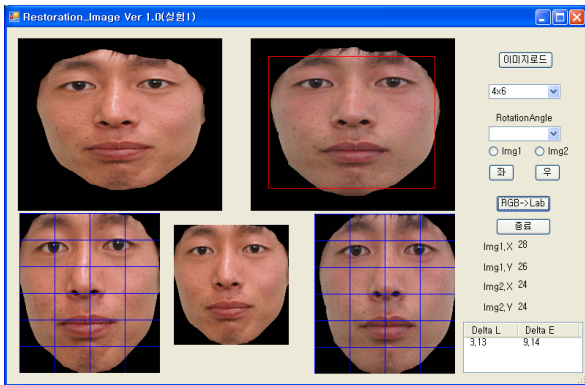 Restoration_Image Ver 1.0(실험1)
이미지로드
4x6
RotationAngle
Img1 Img2
좌 우
RGB->Lab
종료
Img1,X 28
Img1,Y 26
Img2,X 24
Img2,Y 24
Delta L Delta E
3,13 9,14